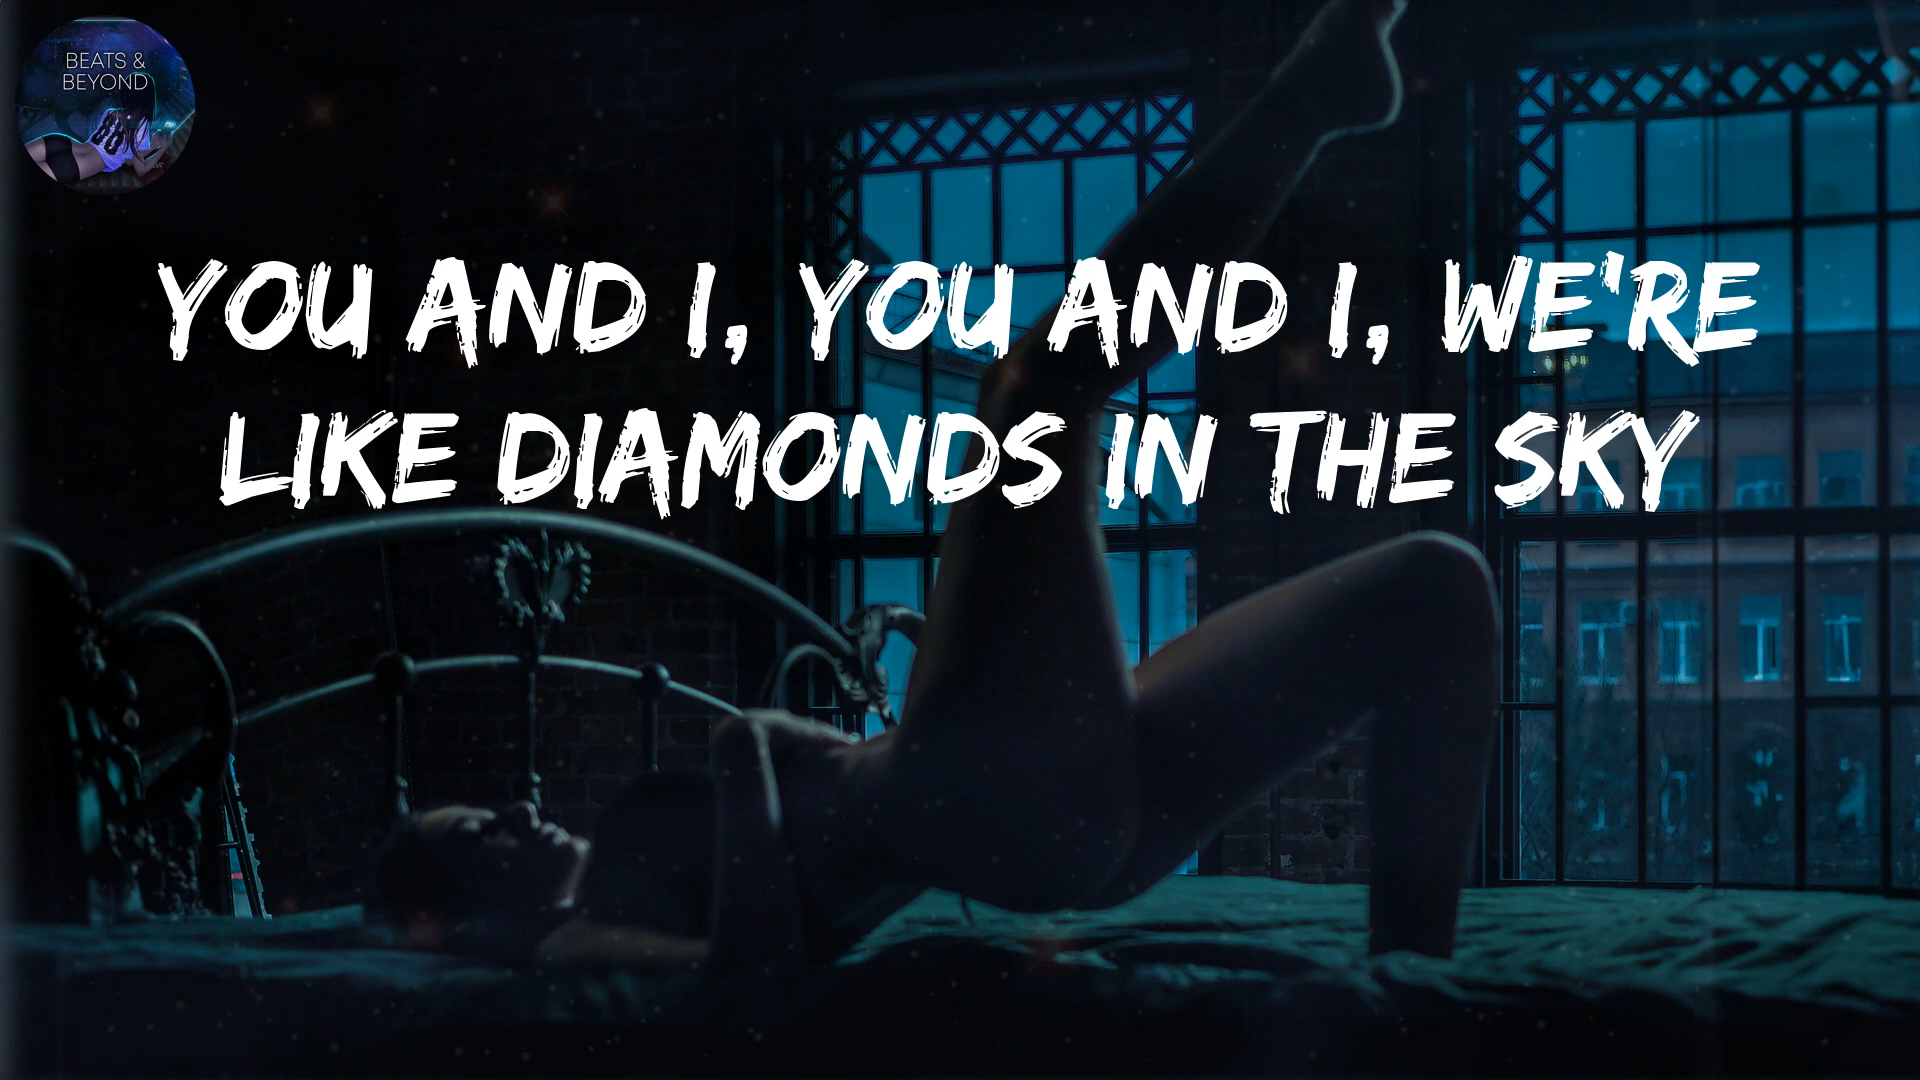 BEATS &
BEYOND
YOU AND I, YOU AND I, WE'RE
LIKE DIAMONDS IN THE SKY